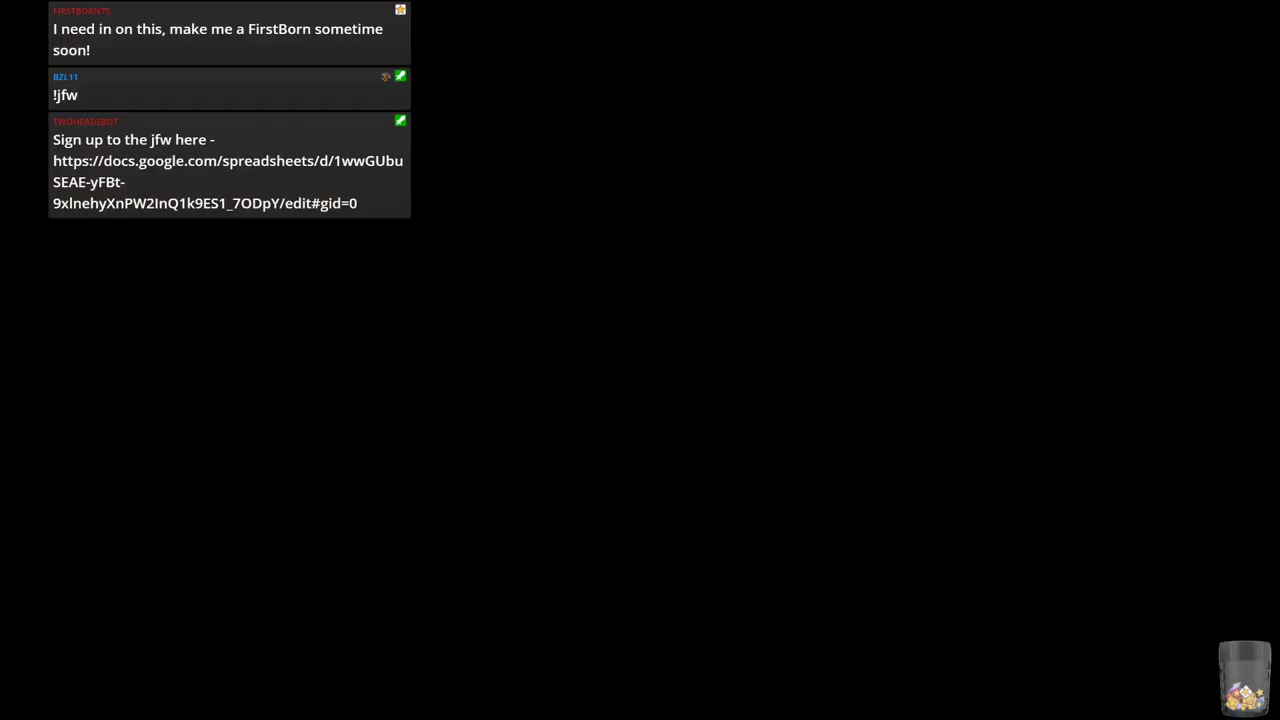 FIRSTBORN75
I need in on this, make me a FirstBorn sometime
soon!
BZL11
!jfw
TWOHEADSBOT
Sign up to the jfw here -
https://docs.google.com/spreadsheets/d/1wwGUbu
SEAE-yFBt-
9xlnehyXnPW2InQ1k9ES1_7ODpY/edit#gid=0